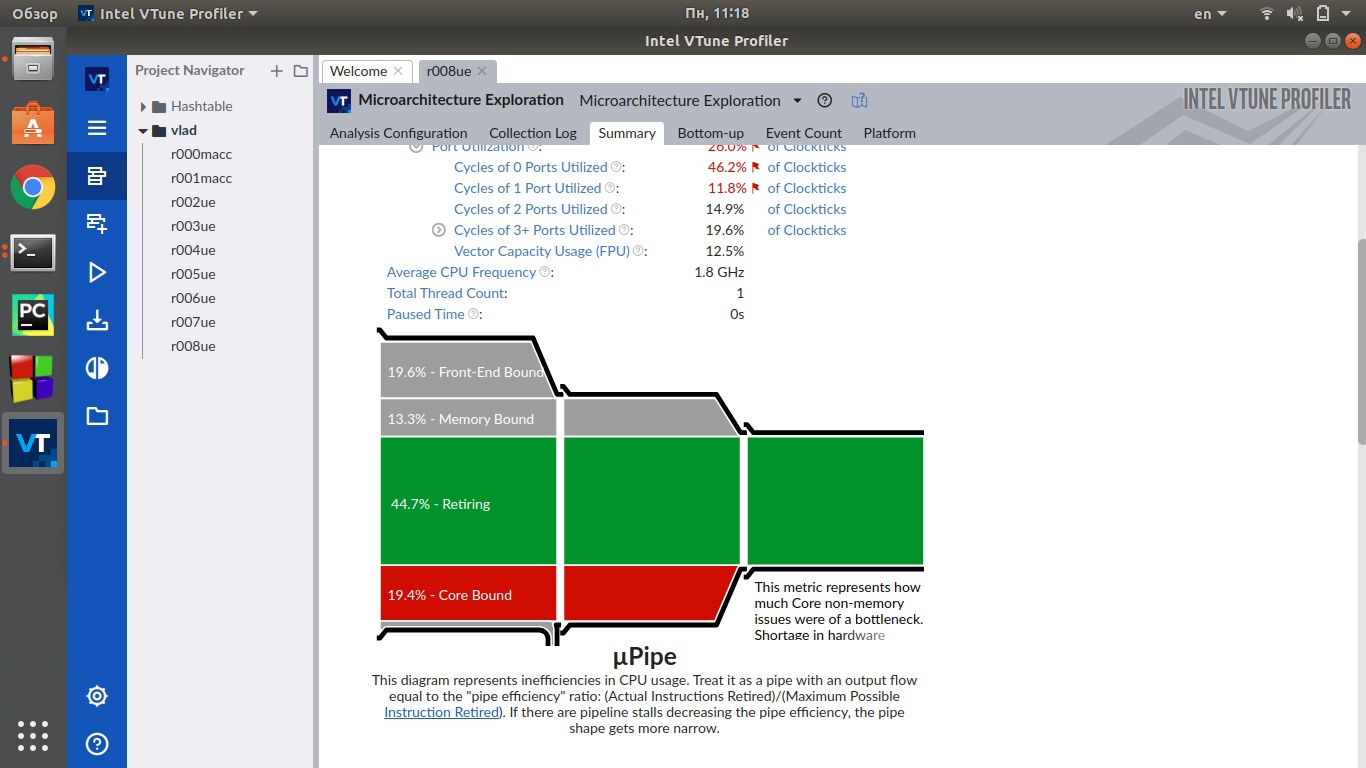 Обзор
Intel VTune Profiler
Пн, 11:18
en
Intel VTune Profiler
VT
Project Navigator
Hashtable
vlad
r000macc
r001macc
r002ue
r003ue
r004ue
r005ue
r006ue
r007ue
r008ue
Welcome
r008ue
VT
Microarchitecture Exploration
Microarchitecture Exploration
INTEL VTUNE PROFILER
Analysis Configuration
Collection Log
Summary
Bottom-up
Event Count
Platform
Port Utilization : 26.0% of Clockticks
Cycles of 0 Ports Utilized : 46.2% of Clockticks
Cycles of 1 Port Utilized : 11.8% of Clockticks
Cycles of 2 Ports Utilized : 14.9% of Clockticks
Cycles of 3+ Ports Utilized : 19.6% of Clockticks
Vector Capacity Usage (FPU) : 12.5%
Average CPU Frequency : 1.8 GHz
Total Thread Count: 1
Paused Time : 0s
19.6% - Front-End Bound
13.3% - Memory Bound
44.7% - Retiring
19.4% - Core Bound
This metric represents how
much Core non-memory
issues were of a bottleneck.
Shortage in hardware
µPipe
This diagram represents inefficiencies in CPU usage. Treat it as a pipe with an output flow
equal to the "pipe efficiency" ratio: (Actual Instructions Retired)/(Maximum Possible
Instruction Retired). If there are pipeline stalls decreasing the pipe efficiency, the pipe
shape gets more narrow.
PC
VT